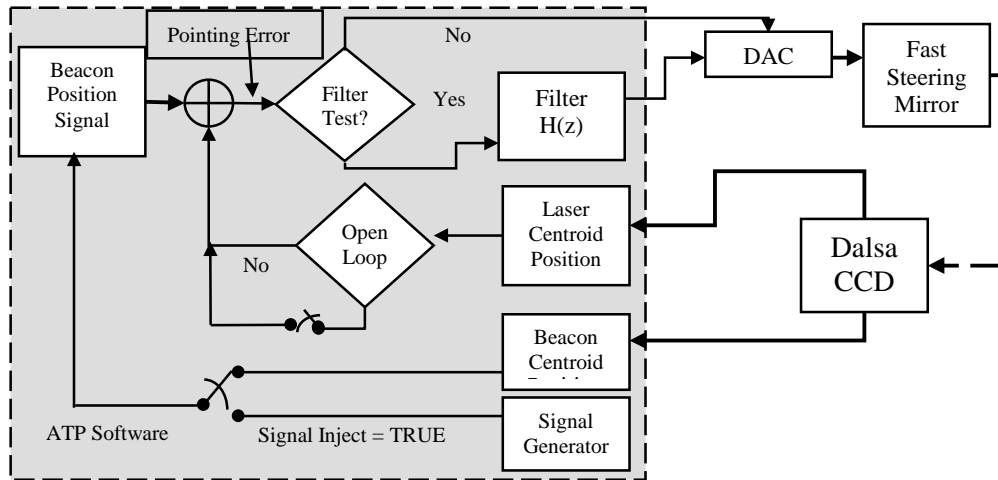 Pointing Error
No
Beacon
Position
Signal
Filter
Test?
Yes
Filter
H(z)
DAC
Fast
Steering
Mirror
Open
Loop
No
Laser
Centroid
Position
Dalsa
CCD
Beacon
Centroid
Signal
Generator
ATP Software
Signal Inject = TRUE